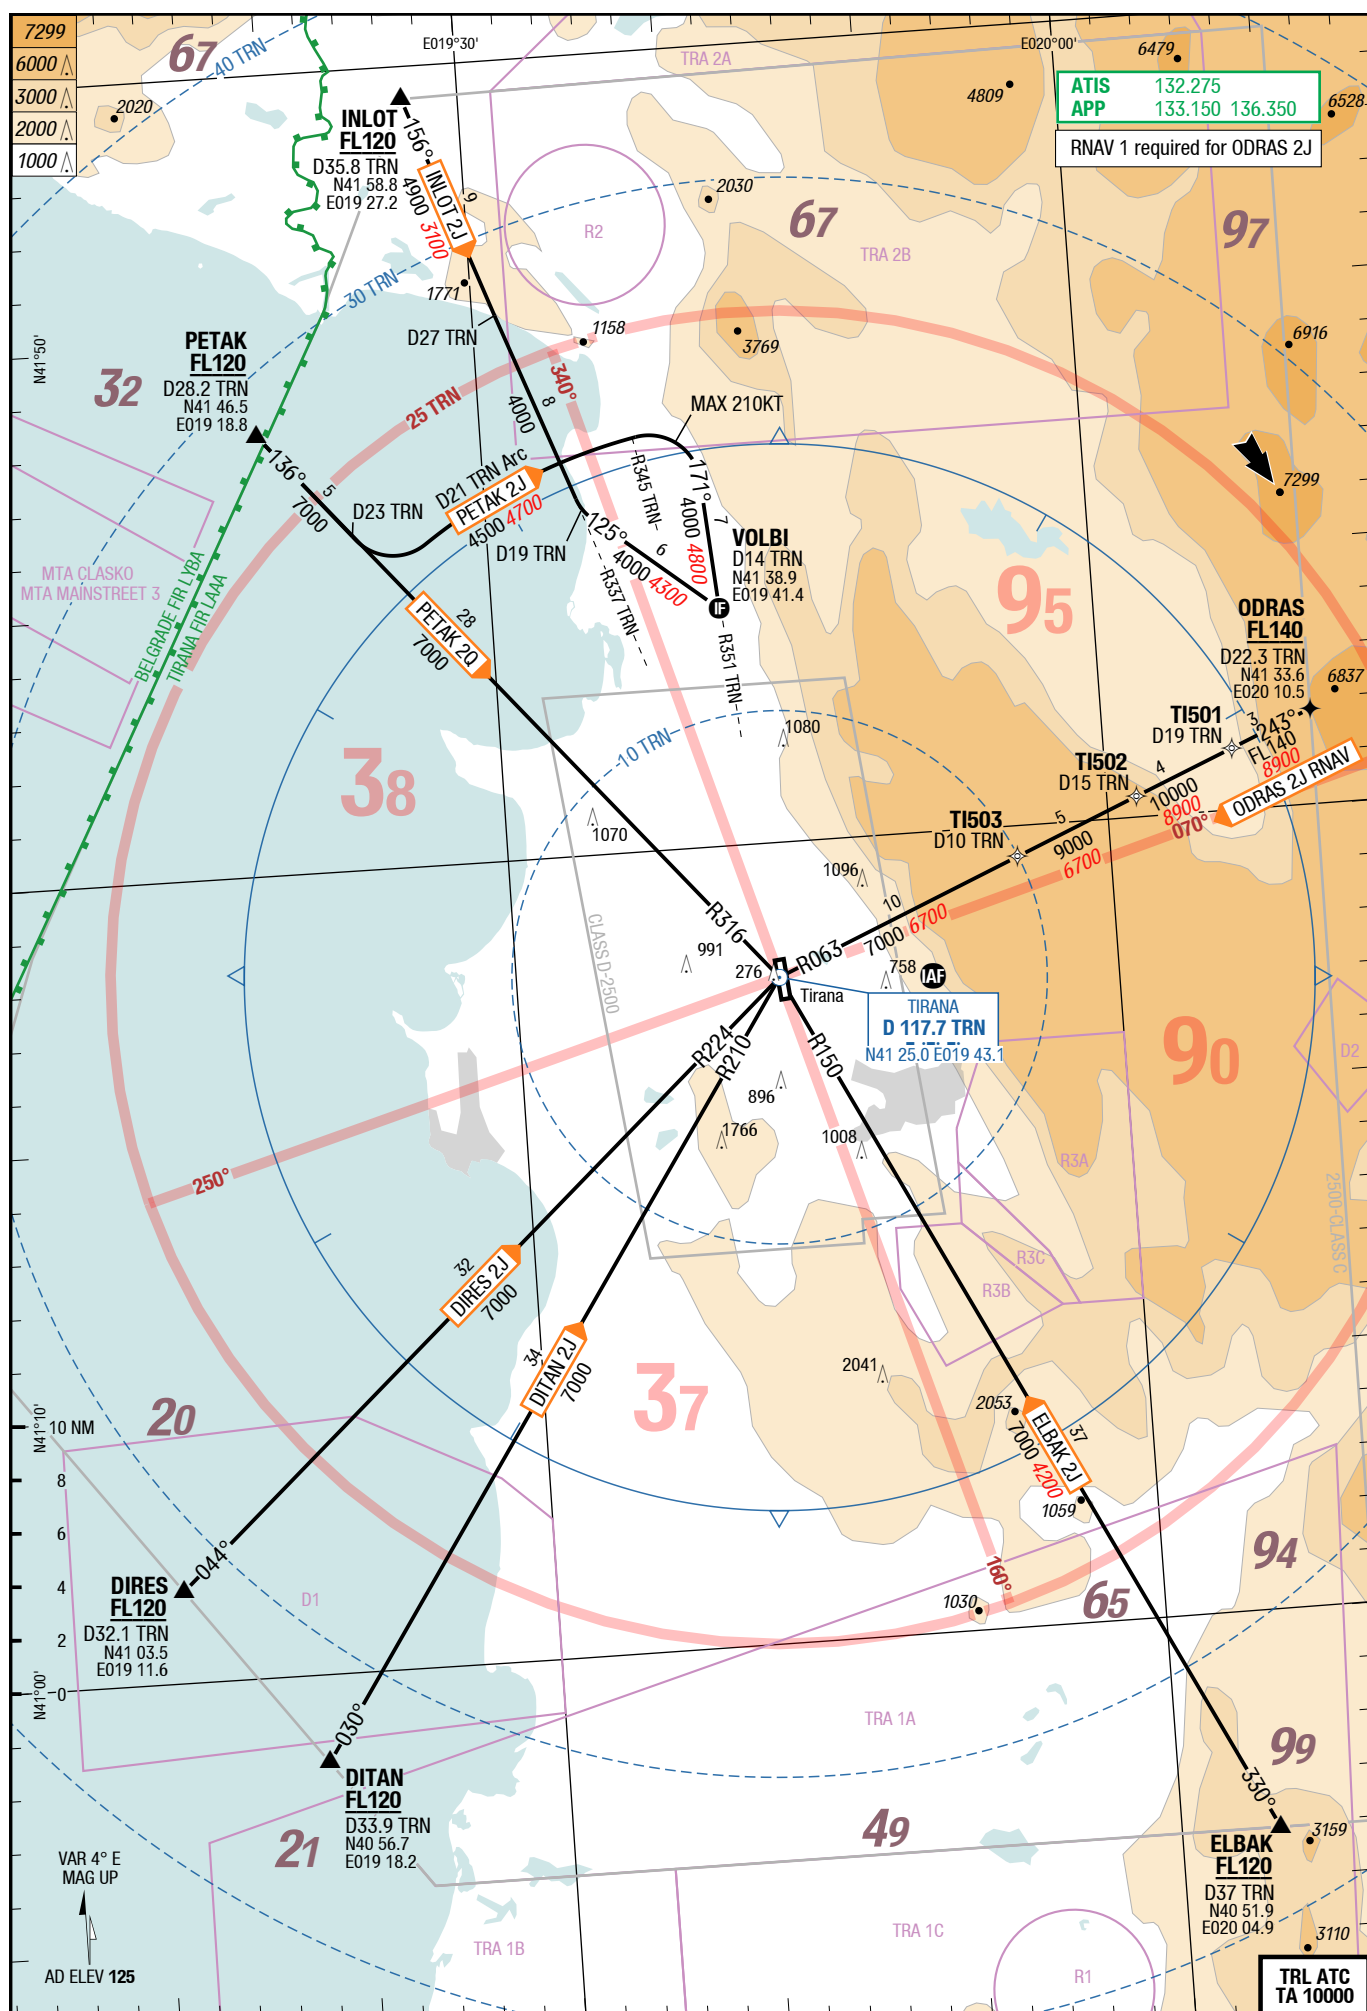 7299
6000
3000
2000
1000
67
40 TRN
2020
E019°30'
TRA 2A
E020°00'
6479
4809
6528
ATIS 132.275
APP 133.150 136.350
RNAV 1 required for ODRAS 2J
INLOT
FL120
D35.8 TRN
N41 58.8
E019 27.2
156°
INLOT 2J
9
4900 3100
1771
30 TRN
D27 TRN
R2
2030
67
TRA 2B
97
1158
3769
6916
N41°50'
PETAK
FL120
D28.2 TRN
N41 46.5
E019 18.8
32
25 TRN
340°
8
4000
MAX 210KT
136°
5
7000
D23 TRN
D21 TRN Arc
PETAK 2J
4500 4700
R345 TRN
171°
7
4000 4800
7299
D19 TRN
125°
6
4000 4300
R337 TRN
VOLBI
D14 TRN
N41 38.9
E019 41.4
IF
R351 TRN
95
MTA CLASKO
MTA MAINSTREET 3
BELGRADE FIR LYBA
TIRANA FIR LAAA
28
PETAK 2Q
7000
ODRAS
FL140
D22.3 TRN
N41 33.6
E020 10.5
6837
38
10 TRN
1080
TI501
D19 TRN
3
243°
FL140
8900
TI502
D15 TRN
4
10000
8900
ODRAS 2J RNAV
070°
1070
TI503
D10 TRN
5
9000
6700
1096
10
7000 6700
CLASS D-2500
R316
R063
991
276
758
IAF
Tirana
TIRANA
D 117.7 TRN
N41 25.0 E019 43.1
R224
R210
R150
90
D2
896
1766
1008
R3A
250°
2500-CLASS C
R3C
R3B
32
DIRES 2J
7000
34
DITAN 2J
7000
37
2041
2053
ELBAK 2J
37
7000 4200
1059
20
N41°10'
10 NM
8
6
4
2
0
044°
DIRES
FL120
D32.1 TRN
N41 03.5
E019 11.6
D1
160°
1030
65
94
N41°00'
030°
DITAN
FL120
D33.9 TRN
N40 56.7
E019 18.2
TRA 1A
99
330°
21
49
ELBAK
FL120
D37 TRN
N40 51.9
E020 04.9
3159
VAR 4° E
MAG UP
AD ELEV 125
TRA 1B
TRA 1C
R1
3110
TRL ATC
TA 10000